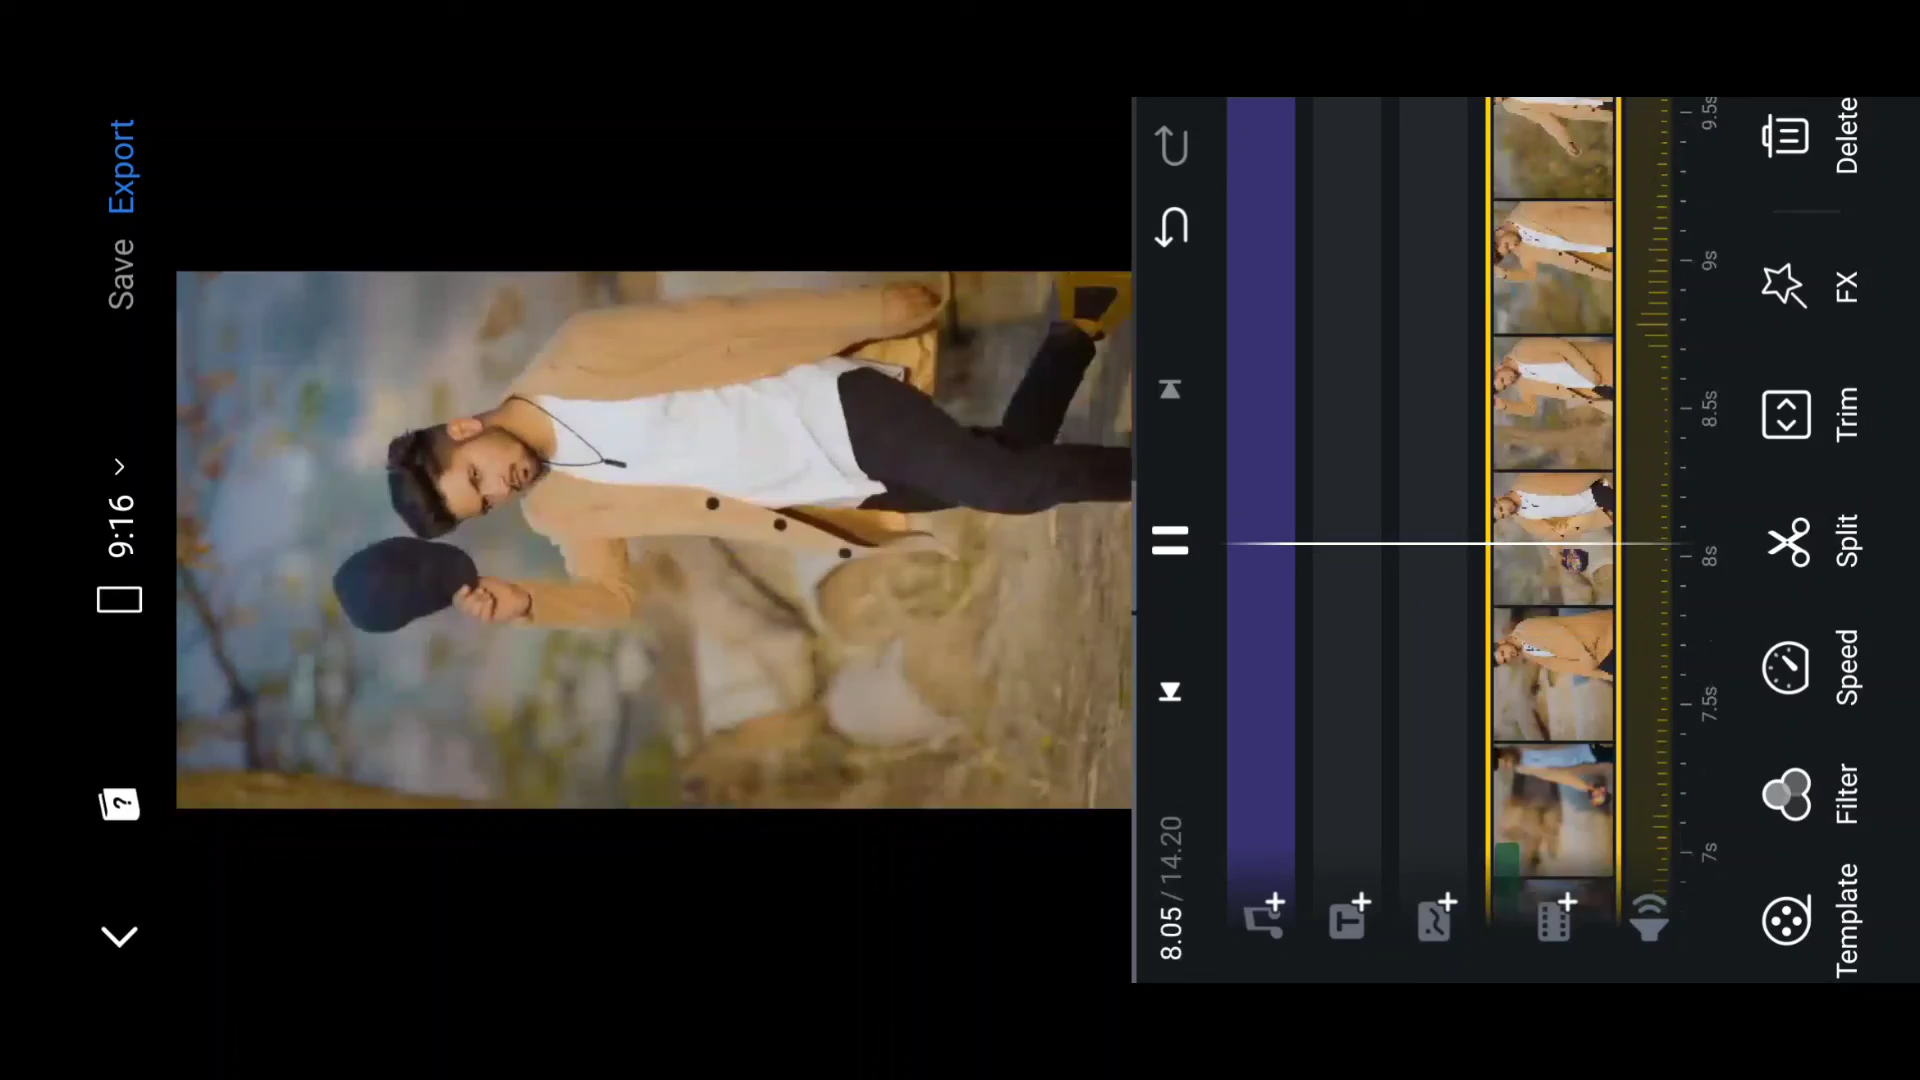 9:16
Save
Export
8.05 / 14.20
7s
7.5s
8s
8.5s
9s
9.5s
Template
Filter
Speed
Split
Trim
FX
Delete